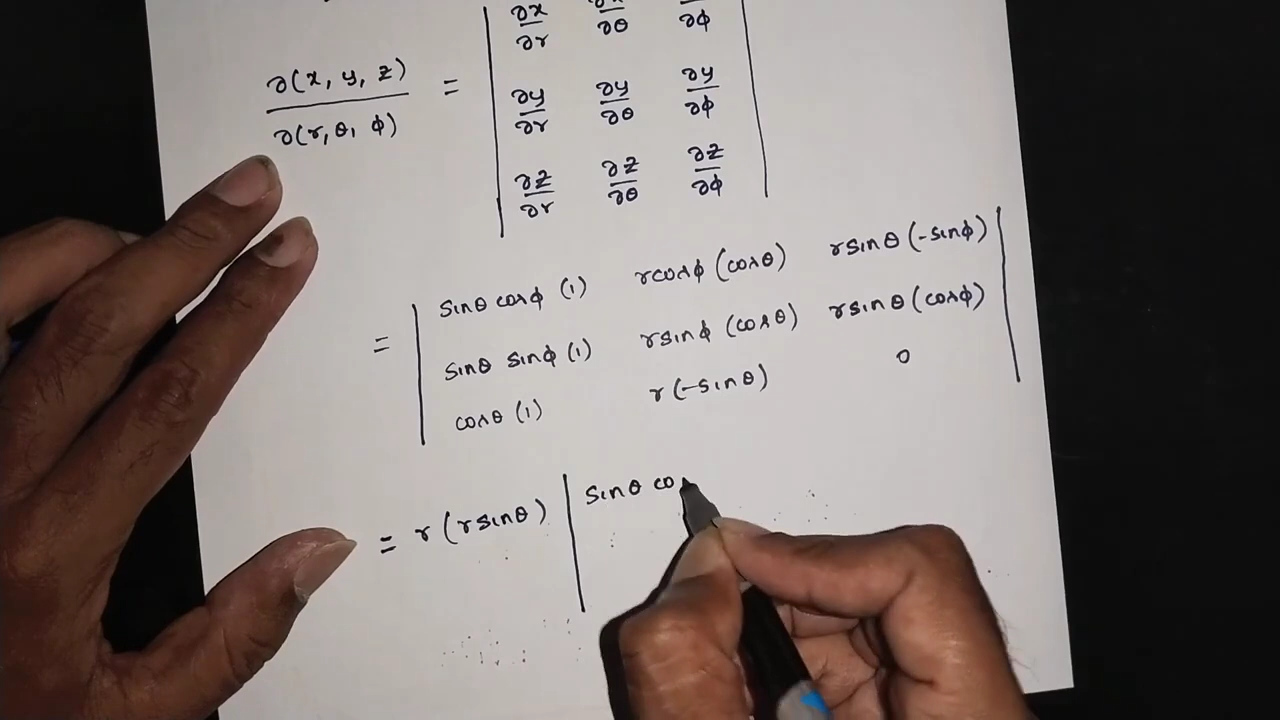 ∂x/∂r ∂x/∂θ ∂/∂φ
∂(x, y, z)/∂(r, θ, φ) = | ∂y/∂r ∂y/∂θ ∂y/∂φ |
∂z/∂r ∂z/∂θ ∂z/∂φ
sinθ cosφ (1) rcosφ (cosθ) rsinθ (-sinφ)
= | sinθ sinφ (1) rsinφ (cosθ) rsinθ (cosφ) |
cosθ (1) r(-sinθ) 0
= r(rsinθ) | sinθ co